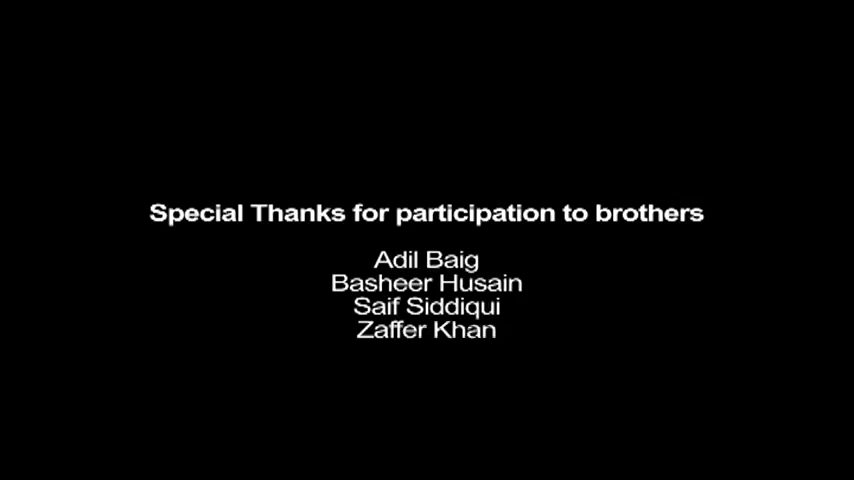 Special Thanks for participation to brothers
Adil Baig
Basheer Husain
Saif Siddiqui
Zaffer Khan